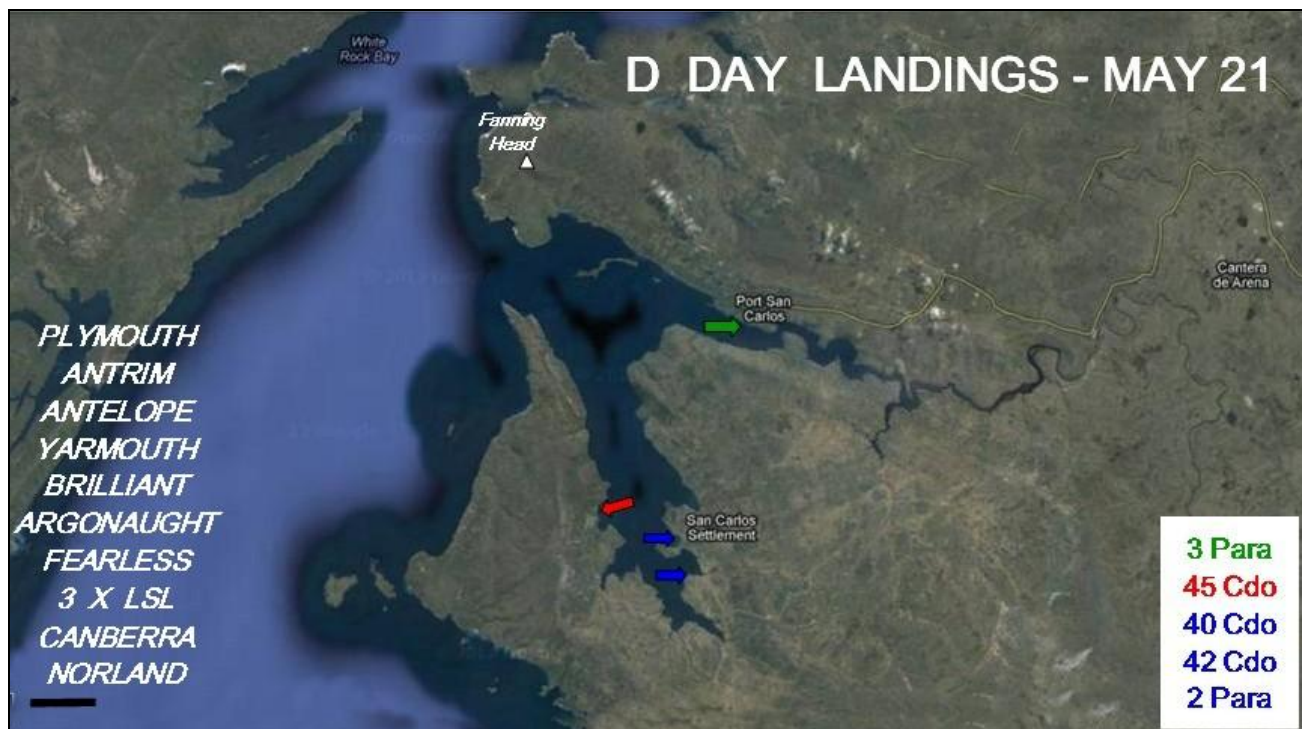 White
Rock Bay
D DAY LANDINGS - MAY 21
Fanning
Head
Cantera
de Arena
Port San
Carlos
PLYMOUTH
ANTRIM
ANTELOPE
YARMOUTH
BRILLIANT
ARGONAUGHT
FEARLESS
3 X LSL
CANBERRA
NORLAND
San Carlos
Settlement
3 Para
45 Cdo
40 Cdo
42 Cdo
2 Para